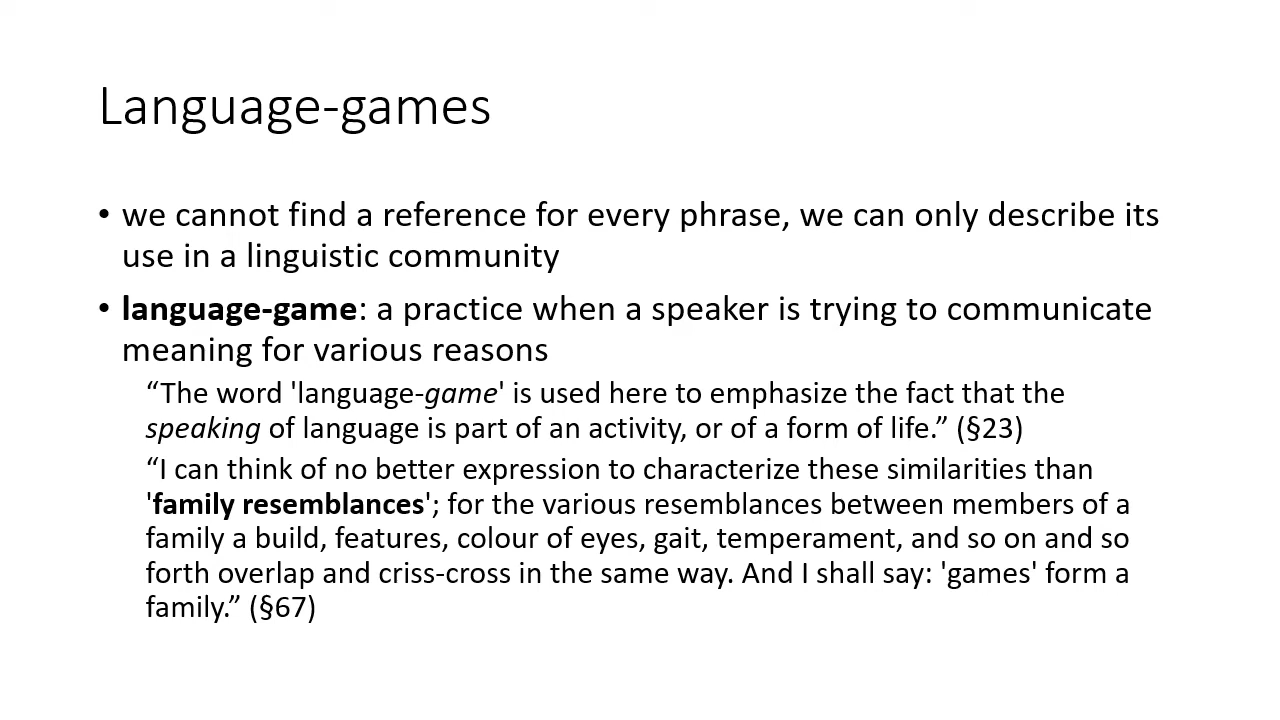 Language-games
• we cannot find a reference for every phrase, we can only describe its
use in a linguistic community
• language-game: a practice when a speaker is trying to communicate
meaning for various reasons
“The word 'language-game' is used here to emphasize the fact that the
speaking of language is part of an activity, or of a form of life.” (§23)
“I can think of no better expression to characterize these similarities than
'family resemblances'; for the various resemblances between members of a
family a build, features, colour of eyes, gait, temperament, and so on and so
forth overlap and criss-cross in the same way. And I shall say: 'games' form a
family.” (§67)